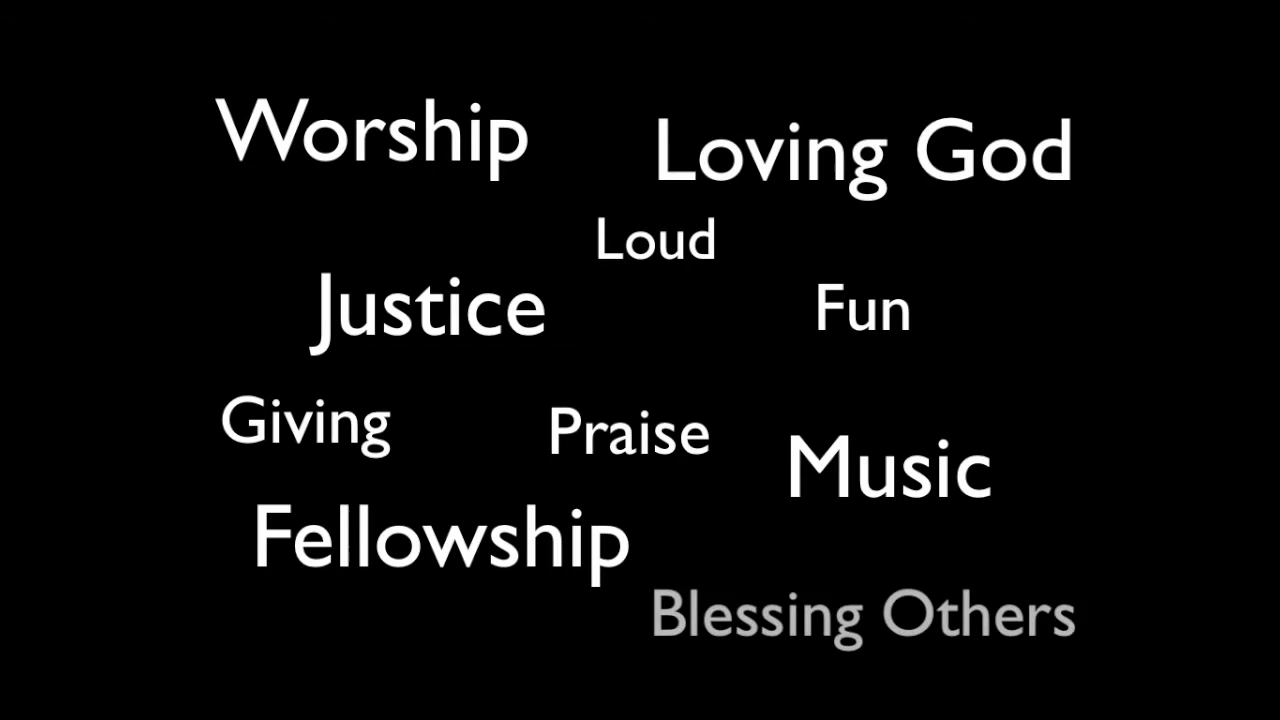 Worship
Loving God
Loud
Justice
Fun
Giving
Praise
Music
Fellowship
Blessing Others